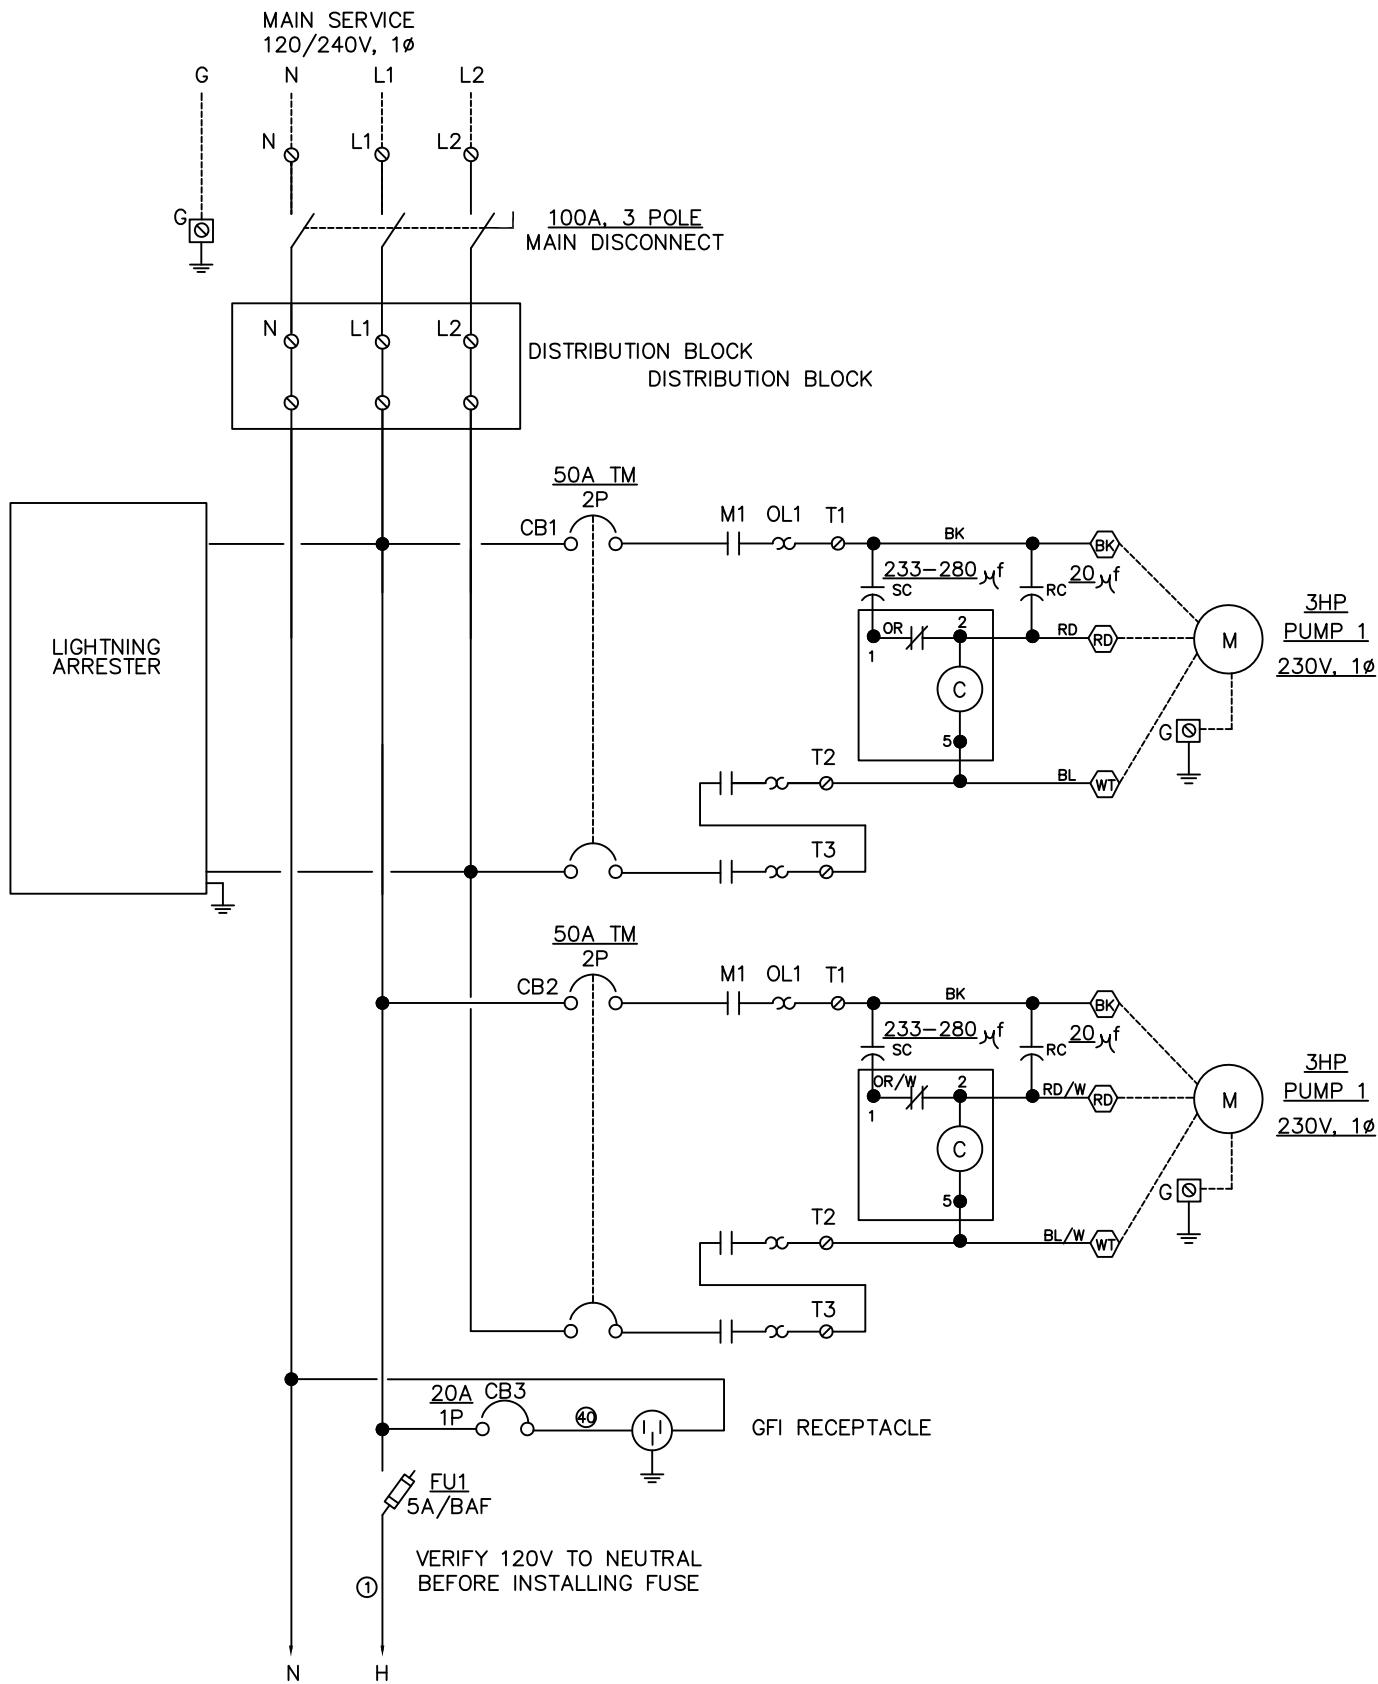 MAIN SERVICE
120/240V, 1ø
G N L1 L2
N L1 L2
G
100A, 3 POLE
MAIN DISCONNECT
N L1 L2
DISTRIBUTION BLOCK
DISTRIBUTION BLOCK
LIGHTNING
ARRESTER
50A TM
2P
CB1
M1 OL1 T1
BK
BK
233-280 μf
SC
RC
20 μf
OR
1
2
RD
RD
C
5
M
3HP
PUMP 1
230V, 1ø
G
T2
BL
WT
T3
50A TM
2P
CB2
M1 OL1 T1
BK
BK
233-280 μf
SC
RC
20 μf
OR/W
1
2
RD/W
RD
C
5
M
3HP
PUMP 1
230V, 1ø
G
T2
BL/W
WT
T3
20A CB3
1P
40
GFI RECEPTACLE
FU1
5A/BAF
VERIFY 120V TO NEUTRAL
BEFORE INSTALLING FUSE
1
N H